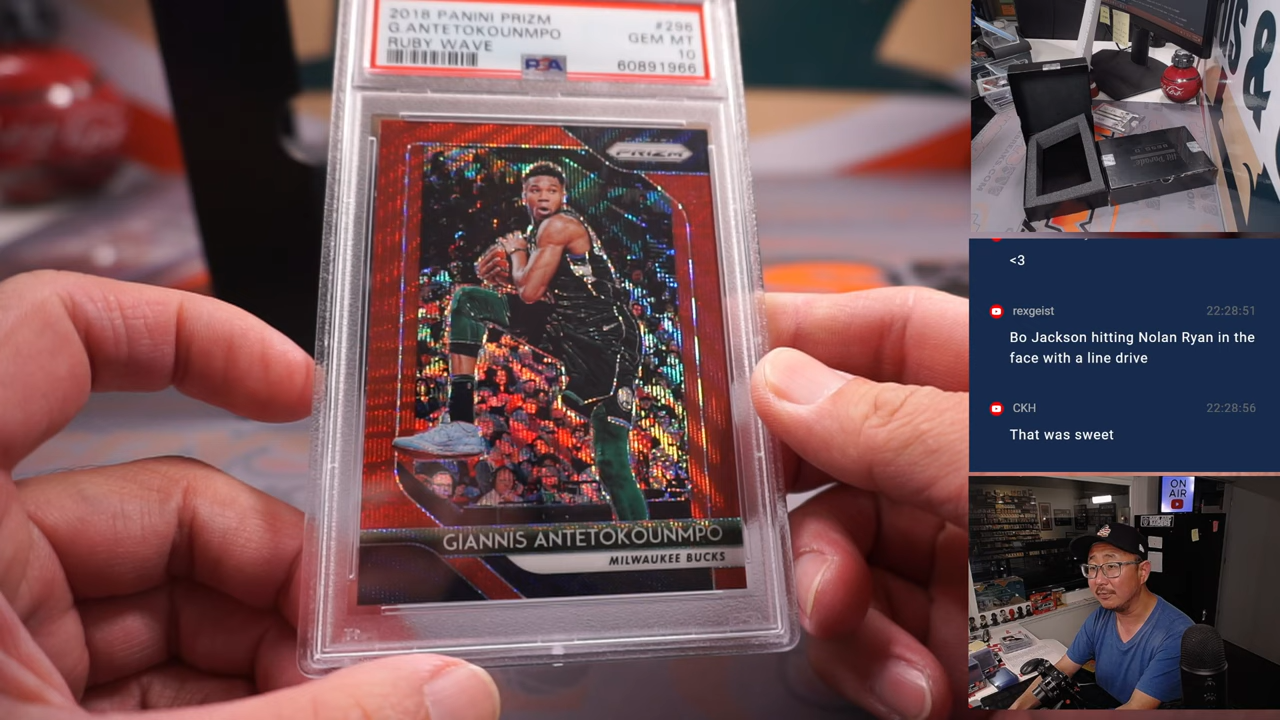 2018 PANINI PRIZM
G.ANTETOKOUNMPO
RUBY WAVE
#296
GEM MT
10
60891966
PSA
PRIZM
GIANNIS ANTETOKOUNMPO
MILWAUKEE BUCKS
<3
rexgeist 22:28:51
Bo Jackson hitting Nolan Ryan in the
face with a line drive
CKH 22:28:56
That was sweet
ON
AIR